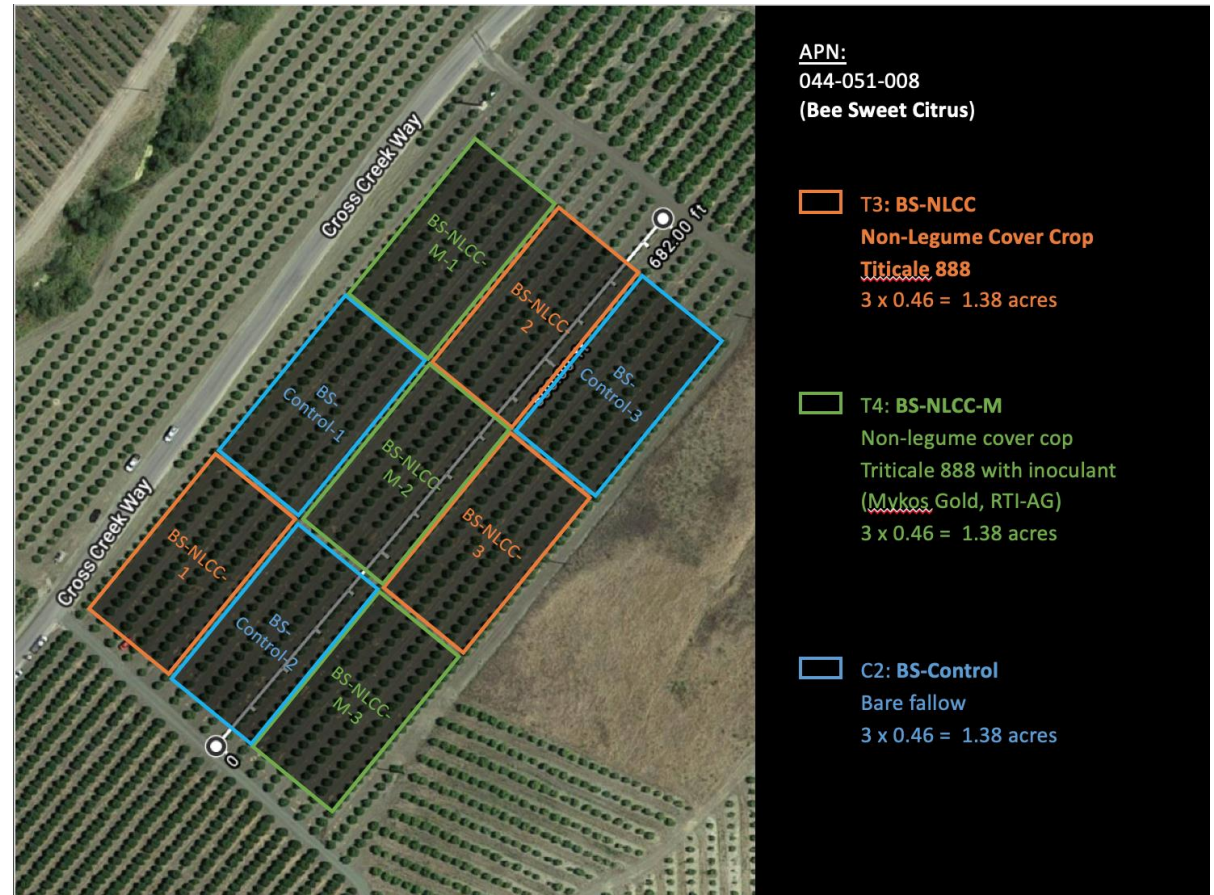 Cross Creek Way
682.00 ft
BS-NLCC-
M-1
BS-NLCC-
2
BS-
Control-3
BS-
Control-1
BS-NLCC-
M-2
BS-NLCC-
3
Cross Creek Way
BS-NLCC-
1
BS-
Control-2
BS-NLCC-
M-3
0
APN:
044-051-008
(Bee Sweet Citrus)
T3: BS-NLCC
Non-Legume Cover Crop
Titicale 888
3 x 0.46 = 1.38 acres
T4: BS-NLCC-M
Non-legume cover cop
Triticale 888 with inoculant
(Mykos Gold, RTI-AG)
3 x 0.46 = 1.38 acres
C2: BS-Control
Bare fallow
3 x 0.46 = 1.38 acres